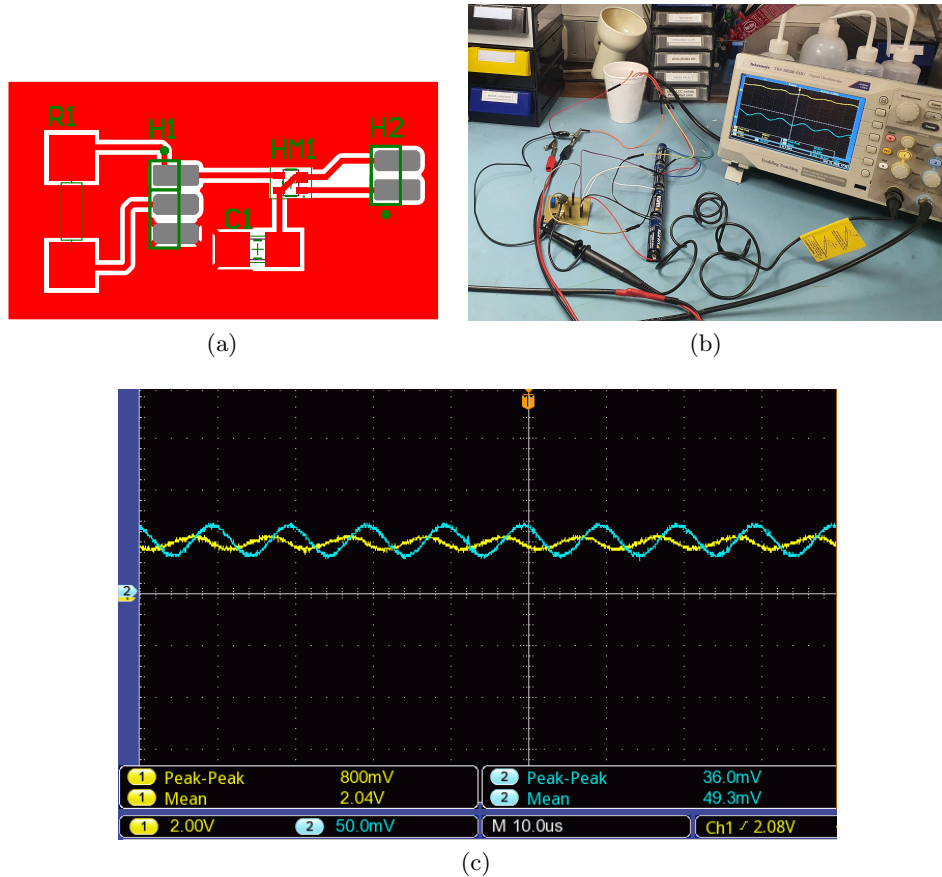 R1
H1
H2
HM1
C1
(a)
Tektronix
(b)
T
2
1 Peak-Peak 800mV
1 Mean 2.04V
2 Peak-Peak 36.0mV
2 Mean 49.3mV
1 2.00V 2 50.0mV
M 10.0us
Ch1 2.08V
(c)